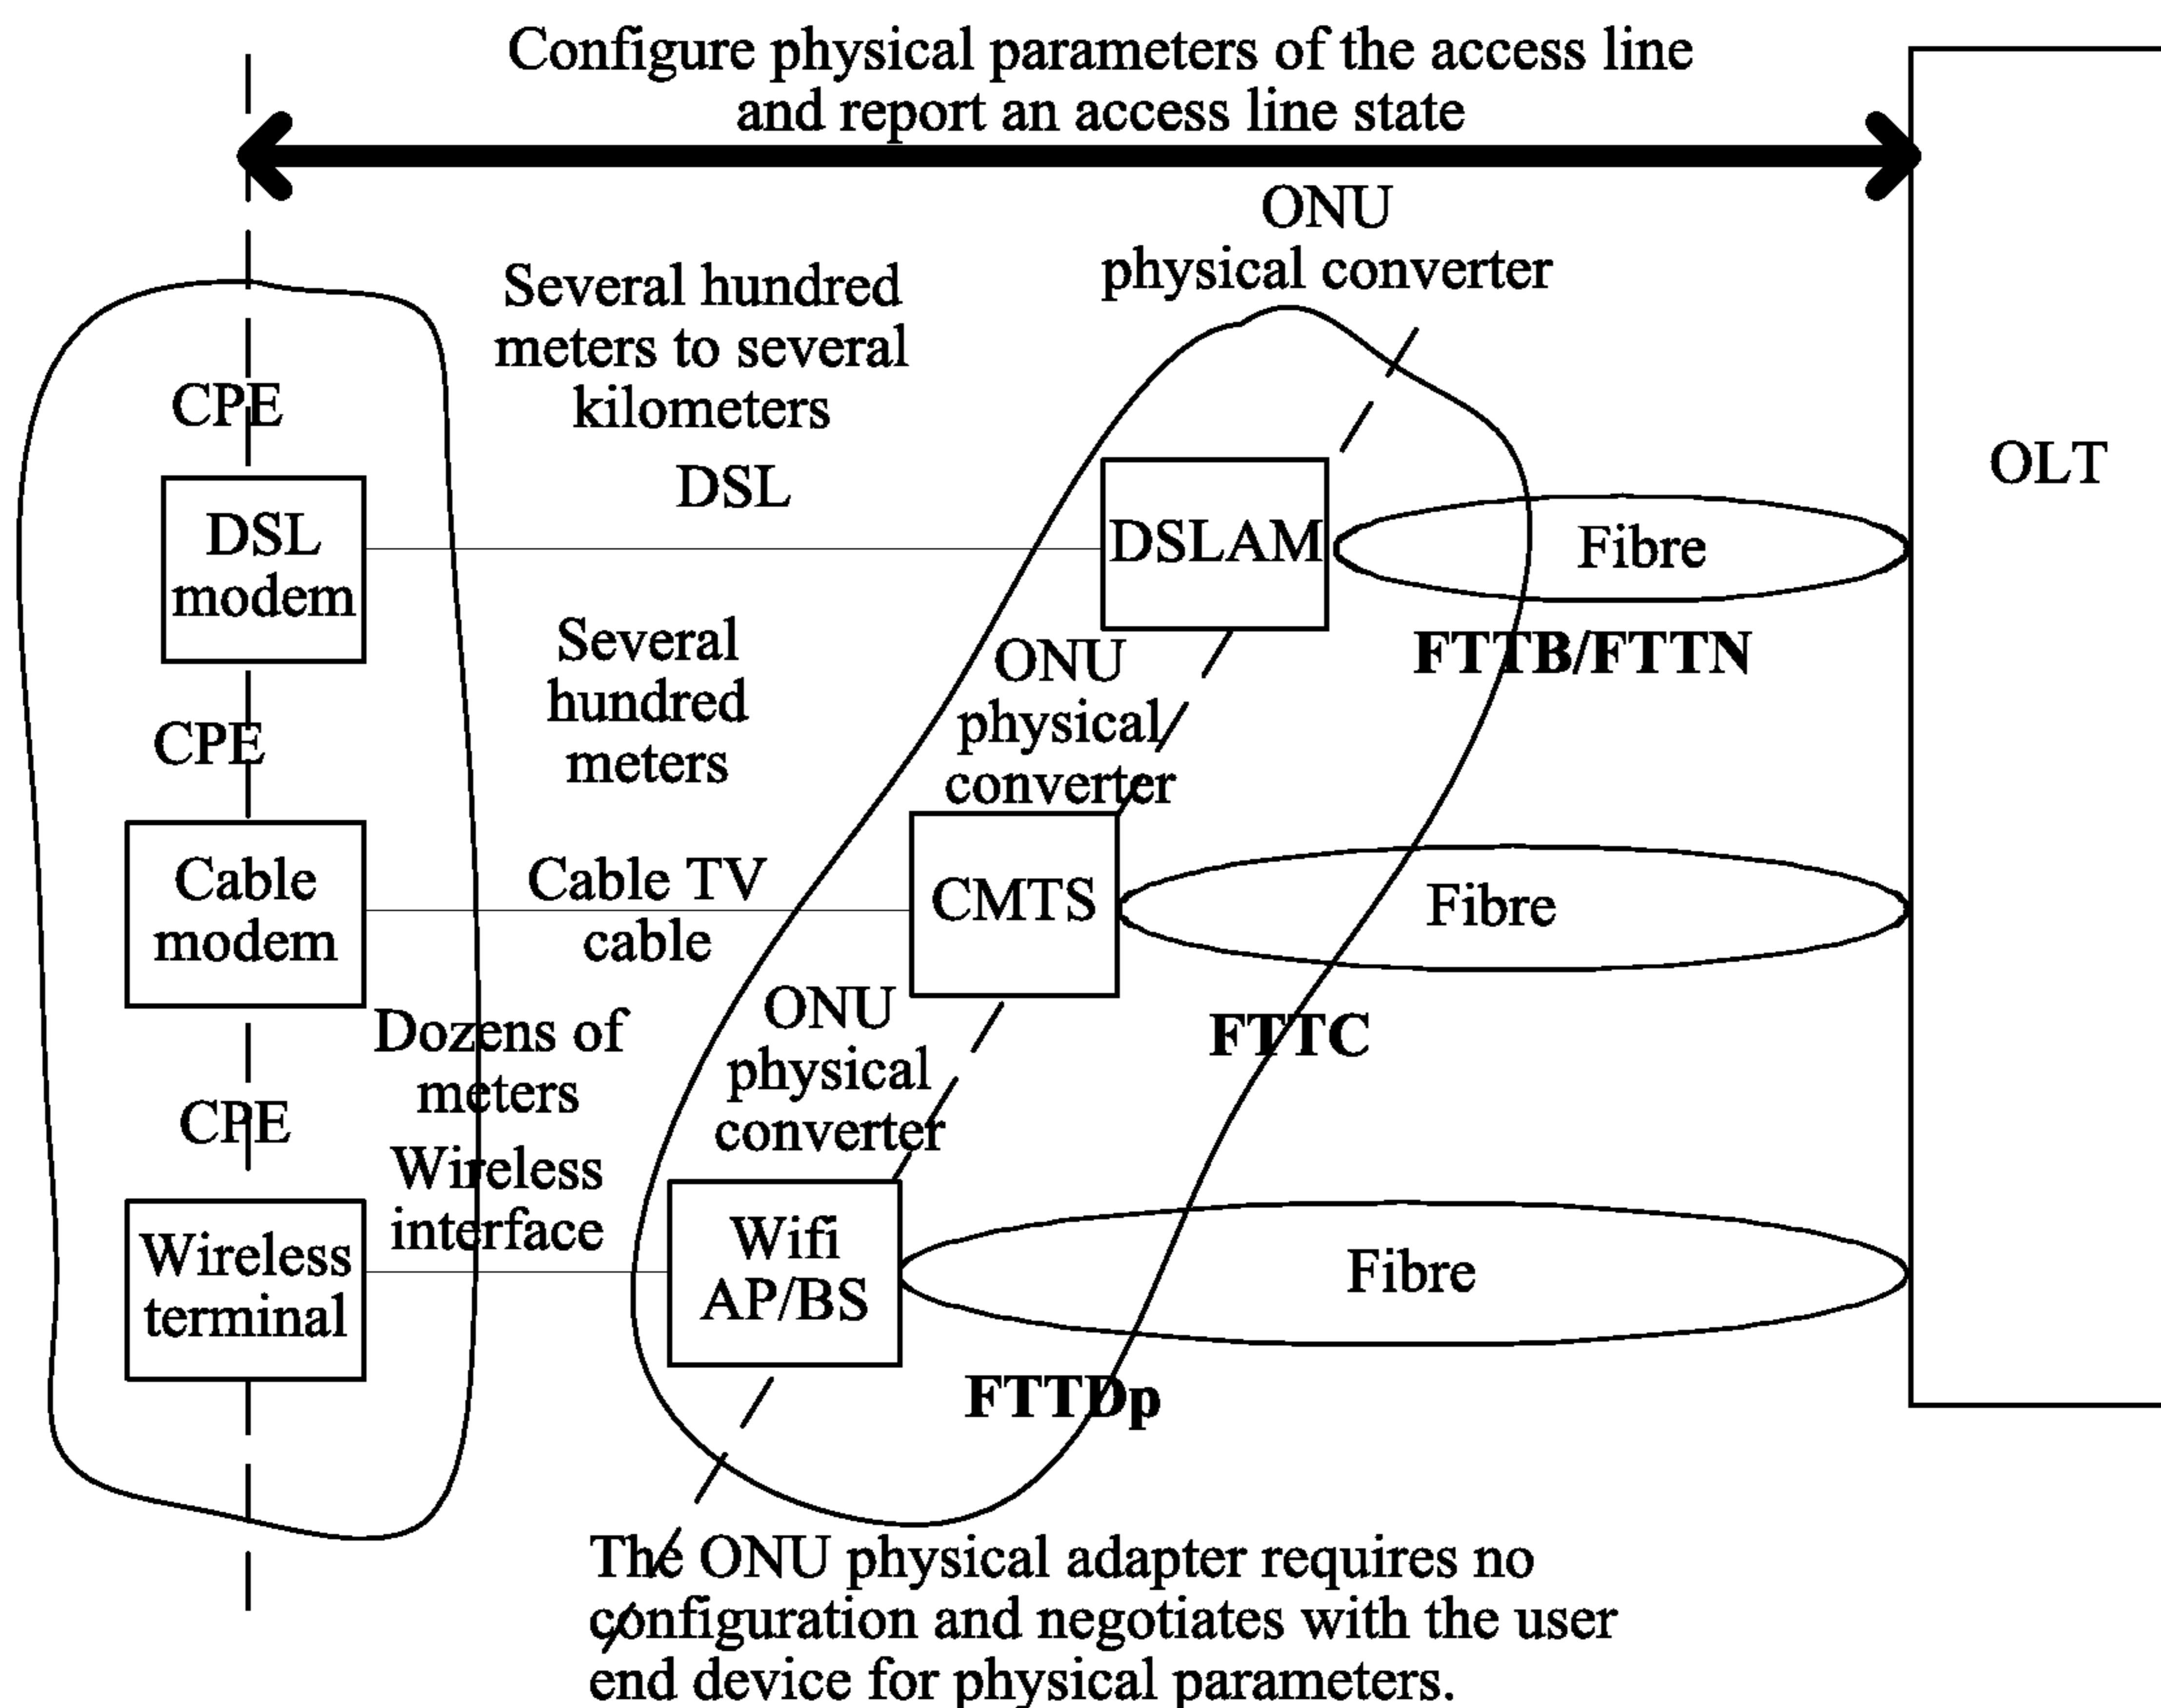 Configure physical parameters of the access line
and report an access line state
ONU
physical converter
Several hundred
meters to several
kilometers
CPE
OLT
DSL
DSL
modem
DSLAM
Fibre
FTTB/FTTN
Several
hundred
meters
ONU
physical
converter
CPE
Cable
modem
Cable TV
cable
CMTS
Fibre
FTTC
Dozens of
meters
ONU
physical
converter
CPE
Wireless
interface
Wireless
terminal
Wifi
AP/BS
Fibre
FTTDp
The ONU physical adapter requires no
configuration and negotiates with the user
end device for physical parameters.